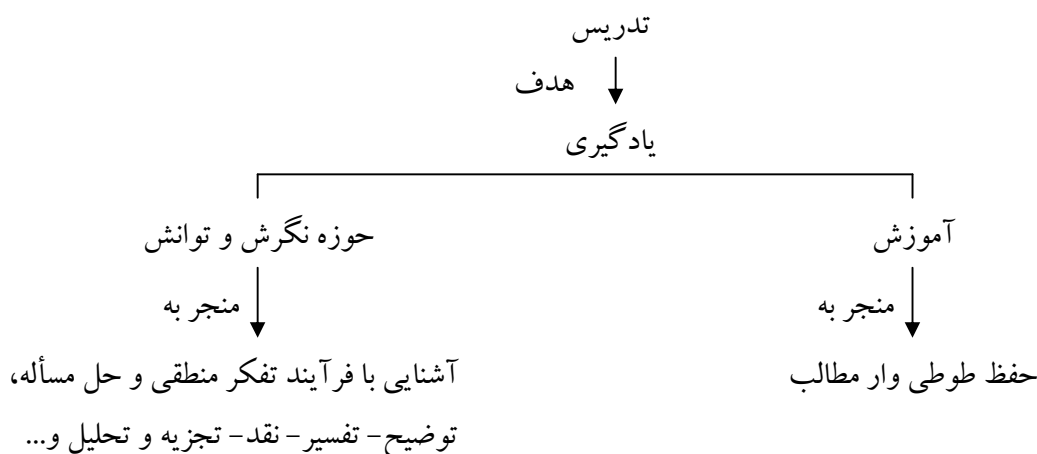 تدریس
هدف
یادگیری
آموزش
حوزه نگرش و توانش
منجر به
منجر به
حفظ طوطی وار مطالب
آشنایی با فرآیند تفکر منطقی و حل مسأله،
توضیح- تفسیر- نقد- تجزیه و تحلیل و...